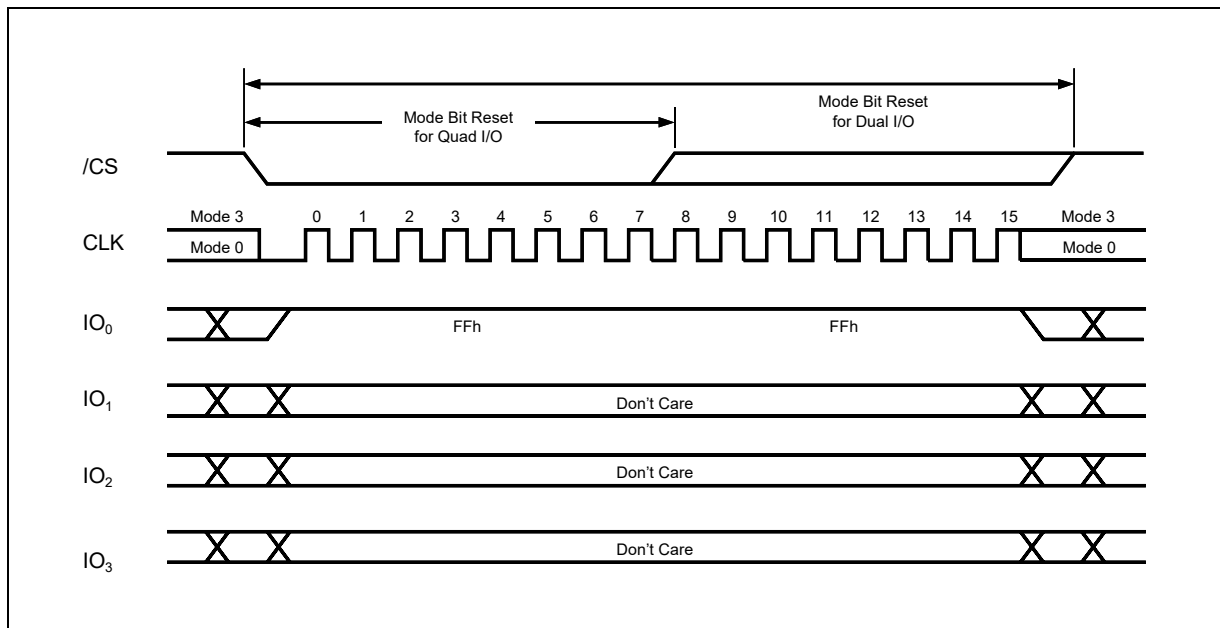 Mode Bit Reset
for Dual I/O
Mode Bit Reset
for Quad I/O
/CS
Mode 3 0 1 2 3 4 5 6 7 8 9 10 11 12 13 14 15 Mode 3
CLK
Mode 0 Mode 0
IO₀
FFh FFh
IO₁
Don't Care
IO₂
Don't Care
IO₃
Don't Care